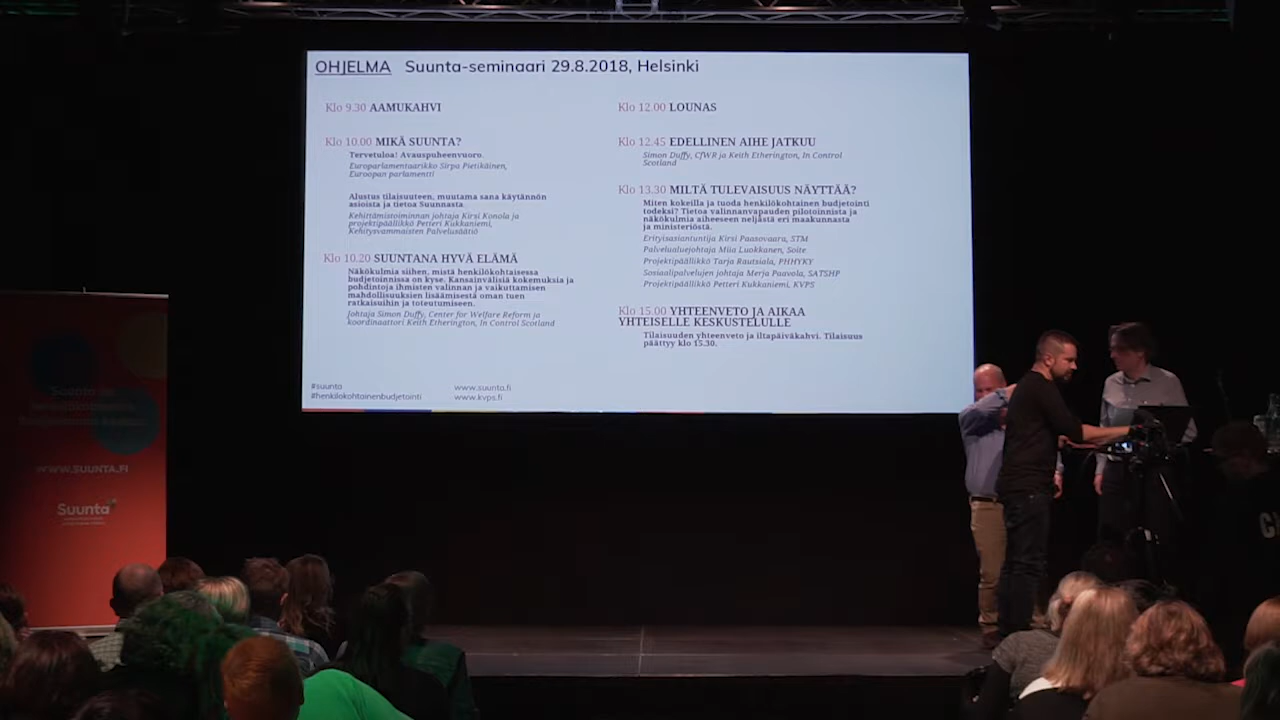 OHJELMA Suunta-seminaari 29.8.2018, Helsinki
Klo 9.30 AAMUKAHVI
Klo 10.00 MIKÄ SUUNTA?
Tervetuloa! Avauspuheenvuoro.
Europarlamentaarikko Sirpa Pietikäinen,
Euroopan parlamentti
Alustus tilaisuuteen, muutama sana käytännön
asioista ja tietoa Suunnasta.
Kehittämistoiminnan johtaja Kirsi Konola ja
projektipäällikkö Petteri Kukkaniemi,
Kehitysvammaisten Palvelusäätiö
Klo 10.20 SUUNTANA HYVÄ ELÄMÄ
Näkökulmia siihen, mistä henkilökohtaisessa
budjetoinnissa on kyse. Kansainvälisiä kokemuksia ja
pohdintoja ihmisten valinnan ja vaikuttamisen
mahdollisuuksien lisäämisestä oman tuen
ratkaisuihin ja toteutumiseen.
Johtaja Simon Duffy, Center for Welfare Reform ja
koordinaattori Keith Etherington, In Control Scotland
#suunta
#henkilokohtainenbudjetointi
www.suunta.fi
www.kvps.fi
Klo 12.00 LOUNAS
Klo 12.45 EDELLINEN AIHE JATKUU
Simon Duffy, CfWR ja Keith Etherington, In Control
Scotland
Klo 13.30 MILTÄ TULEVAISUUS NÄYTTÄÄ?
Miten kokeilla ja tuoda henkilökohtainen budjetointi
todeksi? Tietoa valinnanvapauden pilotoinnista ja
näkökulmia aiheeseen neljästä eri maakunnasta
ja ministeriöstä.
Erityisasiantuntija Kirsi Paasovaara, STM
Palvelualuejohtaja Miia Luokkanen, Soite
Projektipäällikkö Tarja Rautsiala, PHHYKY
Sosiaalipalvelujen johtaja Merja Paavola, SATSHP
Projektipäällikkö Petteri Kukkaniemi, KVPS
Klo 15.00 YHTEENVETO JA AIKAA
YHTEISELLE KESKUSTELULLE
Tilaisuuden yhteenveto ja iltapäiväkahvi. Tilaisuus
päättyy klo 15.30.
WWW.SUUNTA.FI
Suunta